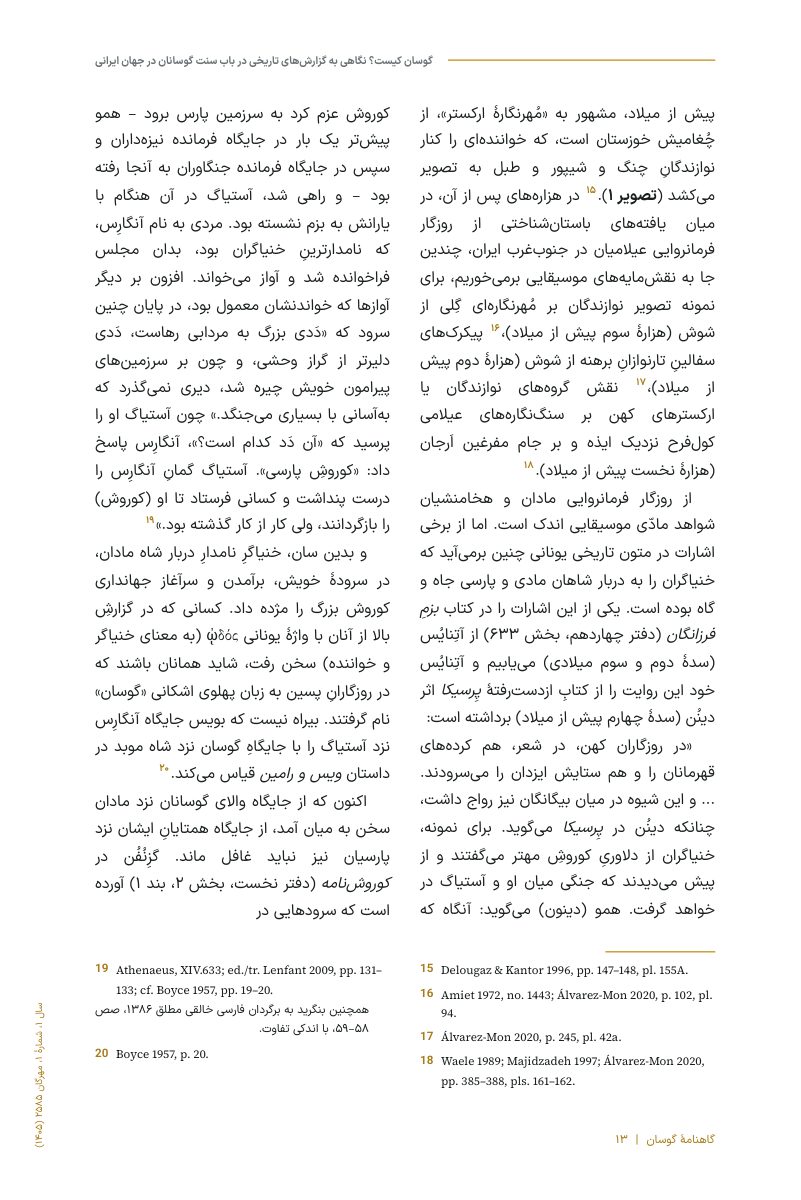 گوسان کیست؟ نگاهی به گزارش‌های تاریخی در باب سنت گوسانان در جهان ایرانی
پیش از میلاد، مشهور به «مُهرنگارهٔ ارکستر»، از
چُغامیش خوزستان است، که خواننده‌ای را کنار
نوازندگانِ چنگ و شیپور و طبل به تصویر
می‌کشد (تصویر ۱).۱۵ در هزاره‌های پس از آن، در
میان یافته‌های باستان‌شناختی از روزگار
فرمانروایی عیلامیان در جنوب‌غرب ایران، چندین
جا به نقش‌مایه‌های موسیقایی برمی‌خوریم، برای
نمونه تصویر نوازندگان بر مُهرنگاره‌ای گِلی از
شوش (هزارهٔ سوم پیش از میلاد)،۱۶ پیکرک‌های
سفالینِ تارنوازانِ برهنه از شوش (هزارهٔ دوم پیش
از میلاد)،۱۷ نقش گروه‌های نوازندگان یا
ارکسترهای کهن بر سنگ‌نگاره‌های عیلامی
کول‌فرح نزدیک ایذه و بر جام مفرغین اَرجان
(هزارهٔ نخست پیش از میلاد).۱۸
از روزگار فرمانروایی مادان و هخامنشیان
شواهد مادّی موسیقایی اندک است. اما از برخی
اشارات در متون تاریخی یونانی چنین برمی‌آید که
خنیاگران را به دربار شاهان مادی و پارسی جاه و
گاه بوده است. یکی از این اشارات را در کتاب بزمِ
فرزانگان (دفتر چهاردهم، بخش ۶۳۳) از آتِنایُس
(سدهٔ دوم و سوم میلادی) می‌یابیم و آتِنایُس
خود این روایت را از کتابِ ازدست‌رفتهٔ پِرسیکا اثر
دینُن (سدهٔ چهارم پیش از میلاد) برداشته است:
«در روزگاران کهن، در شعر، هم کرده‌های
قهرمانان را و هم ستایش ایزدان را می‌سرودند.
... و این شیوه در میان بیگانگان نیز رواج داشت،
چنانکه دینُن در پِرسیکا می‌گوید. برای نمونه،
خنیاگران از دلاوریِ کوروشِ مهتر می‌گفتند و از
پیش می‌دیدند که جنگی میان او و آستیاگ در
خواهد گرفت. همو (دینون) می‌گوید: آنگاه که
کوروش عزم کرد به سرزمین پارس برود – همو
پیش‌تر یک بار در جایگاه فرمانده نیزه‌داران و
سپس در جایگاه فرمانده جنگاوران به آنجا رفته
بود – و راهی شد، آستیاگ در آن هنگام با
یارانش به بزم نشسته بود. مردی به نام آنگارِس،
که نامدارترینِ خنیاگران بود، بدان مجلس
فراخوانده شد و آواز می‌خواند. افزون بر دیگر
آوازها که خواندنشان معمول بود، در پایان چنین
سرود که «دَدی بزرگ به مردابی رهاست، دَدی
دلیرتر از گراز وحشی، و چون بر سرزمین‌های
پیرامون خویش چیره شد، دیری نمی‌گذرد که
به‌آسانی با بسیاری می‌جنگد.» چون آستیاگ او را
پرسید که «آن دَد کدام است؟»، آنگارِس پاسخ
داد: «کوروشِ پارسی». آستیاگ گمانِ آنگارِس را
درست پنداشت و کسانی فرستاد تا او (کوروش)
را بازگردانند، ولی کار از کار گذشته بود.»۱۹
و بدین سان، خنیاگرِ نامدارِ دربار شاه مادان،
در سرودهٔ خویش، برآمدن و سرآغاز جهانداری
کوروش بزرگ را مژده داد. کسانی که در گزارشِ
بالا از آنان با واژهٔ یونانی ᾠδός (به معنای خنیاگر
و خواننده) سخن رفت، شاید همانان باشند که
در روزگارانِ پسین به زبان پهلوی اشکانی «گوسان»
نام گرفتند. بیراه نیست که بویس جایگاه آنگارِس
نزد آستیاگ را با جایگاهِ گوسان نزد شاه موبد در
داستان ویس و رامین قیاس می‌کند.۲۰
اکنون که از جایگاه والای گوسانان نزد مادان
سخن به میان آمد، از جایگاه همتایانِ ایشان نزد
پارسیان نیز نباید غافل ماند. گزِنُفُن در
کوروش‌نامه (دفتر نخست، بخش ۲، بند ۱) آورده
است که سرودهایی در
15 Delougaz & Kantor 1996, pp. 147–148, pl. 155A.
16 Amiet 1972, no. 1443; Álvarez-Mon 2020, p. 102, pl.
94.
17 Álvarez-Mon 2020, p. 245, pl. 42a.
18 Waele 1989; Majidzadeh 1997; Álvarez-Mon 2020,
pp. 385–388, pls. 161–162.
19 Athenaeus, XIV.633; ed./tr. Lenfant 2009, pp. 131–
133; cf. Boyce 1957, pp. 19–20.
همچنین بنگرید به برگردان فارسی خالقی مطلق ۱۳۸۶، صص
۵۸–۵۹، با اندکی تفاوت.
20 Boyce 1957, p. 20.
سال ۱، شمارهٔ ۱، مهرگان ۲۵۸۵ (۱۴۰۵)
گاهنامهٔ گوسان | ۱۳